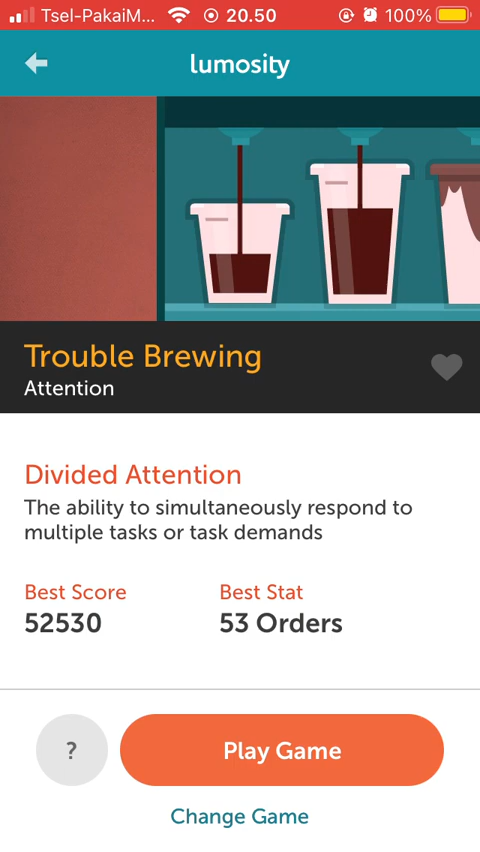 Tsel-PakaiM... 20.50 100%
lumosity
Trouble Brewing
Attention
Divided Attention
The ability to simultaneously respond to
multiple tasks or task demands
Best Score Best Stat
52530 53 Orders
? Play Game
Change Game